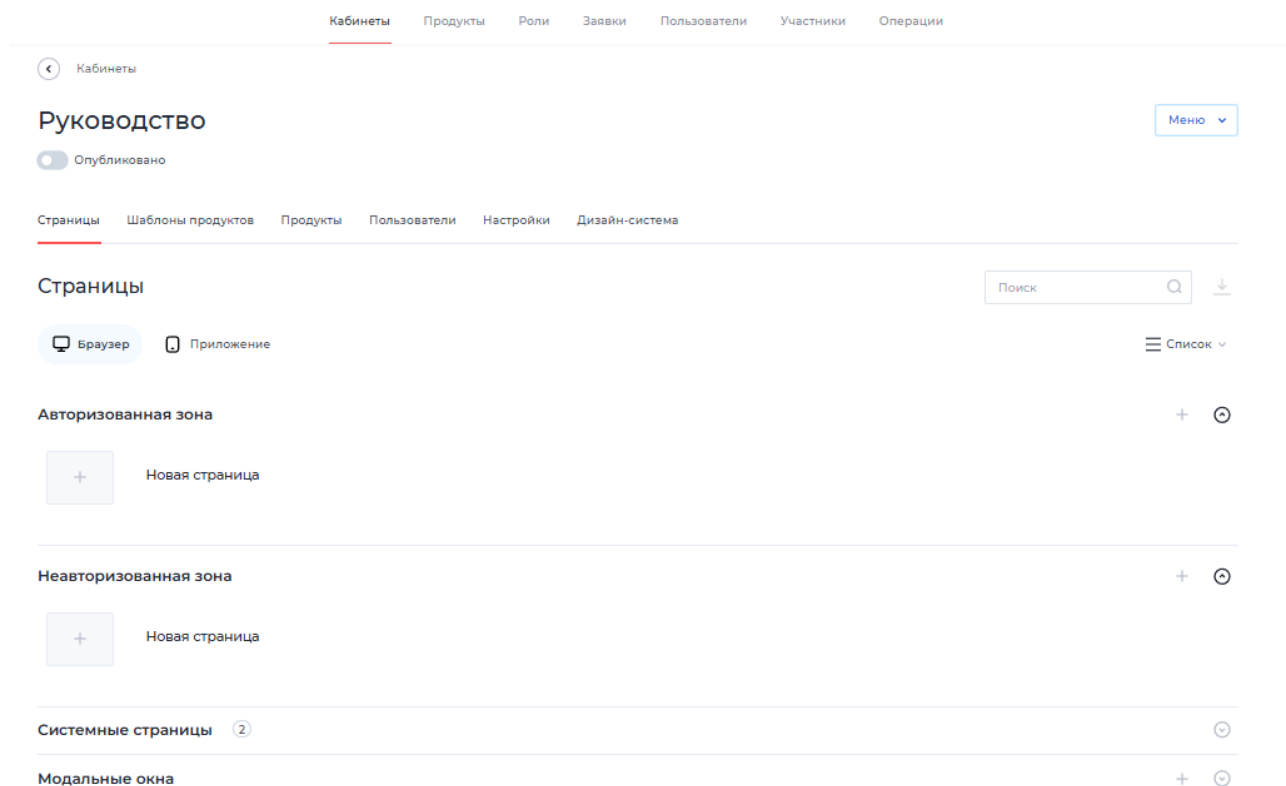 Кабинеты Продукты Роли Заявки Пользователи Участники Операции
Кабинеты
Руководство
Меню
Опубликовано
Страницы Шаблоны продуктов Продукты Пользователи Настройки Дизайн-система
Страницы
Поиск
Браузер Приложение
Список
Авторизованная зона
Новая страница
Неавторизованная зона
Новая страница
Системные страницы 2
Модальные окна